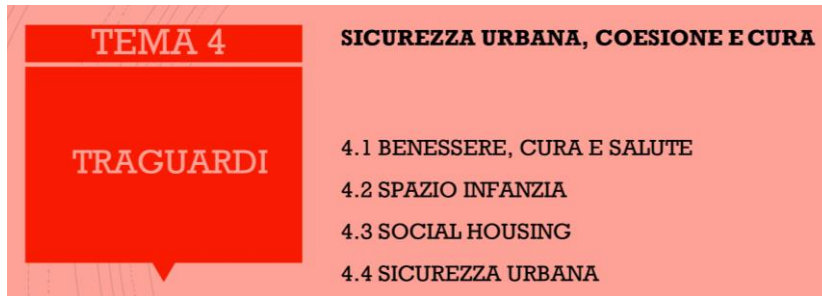 TEMA 4
SICUREZZA URBANA, COESIONE E CURA
TRAGUARDI
4.1 BENESSERE, CURA E SALUTE
4.2 SPAZIO INFANZIA
4.3 SOCIAL HOUSING
4.4 SICUREZZA URBANA